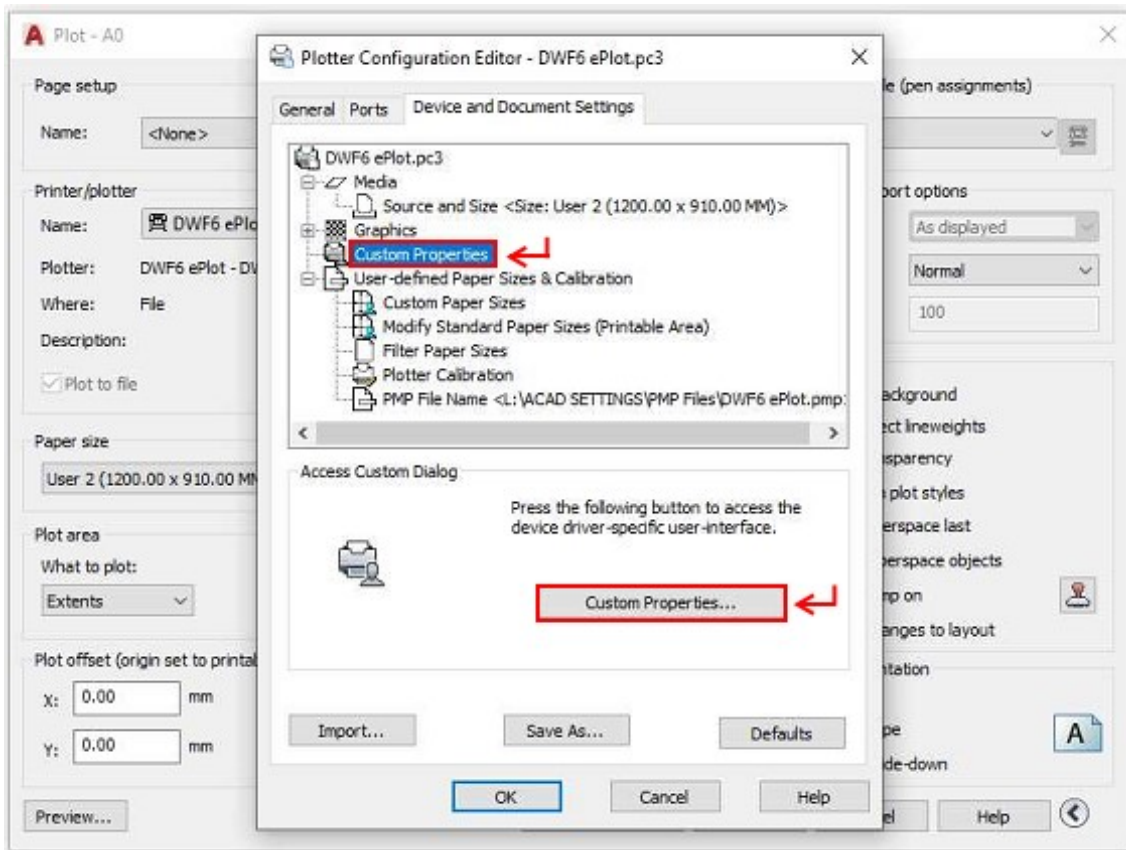 Plot - A0
Page setup
Name: <None>
Printer/plotter
Name: DWF6 ePlo
Plotter: DWF6 ePlot - DW
Where: File
Description:
Plot to file
Paper size
User 2 (1200.00 x 910.00 MM
Plot area
What to plot:
Extents
Plot offset (origin set to printal
X: 0.00 mm
Y: 0.00 mm
Preview...
Plotter Configuration Editor - DWF6 ePlot.pc3
General Ports Device and Document Settings
DWF6 ePlot.pc3
Media
Source and Size <Size: User 2 (1200.00 x 910.00 MM)>
Graphics
Custom Properties
User-defined Paper Sizes & Calibration
Custom Paper Sizes
Modify Standard Paper Sizes (Printable Area)
Filter Paper Sizes
Plotter Calibration
PMP File Name <L:\ACAD SETTINGS\PMP Files\DWF6 ePlot.pmp
Access Custom Dialog
Press the following button to access the
device driver-specific user-interface.
Custom Properties...
Import... Save As... Defaults
OK Cancel Help
le (pen assignments)
port options
As displayed
Normal
100
ackground
ect lineweights
nsparency
plot styles
erspace last
perspace objects
mp on
anges to layout
ntation
pe
A
ide-down
el Help